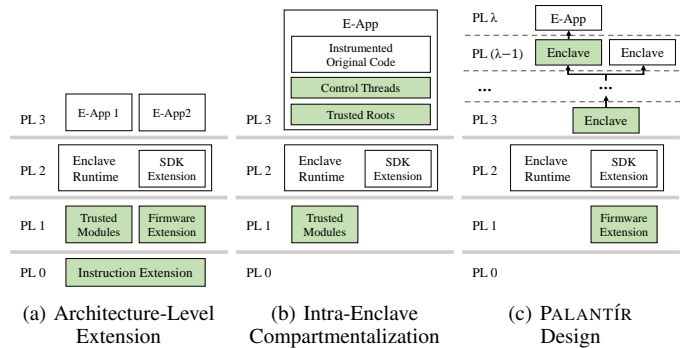 PL 3
E-App 1
E-App2
PL 2
Enclave
Runtime
SDK
Extension
PL 1
Trusted
Modules
Firmware
Extension
PL 0
Instruction Extension
(a) Architecture-Level
Extension
E-App
Instrumented
Original Code
Control Threads
Trusted Roots
PL 3
PL 2
Enclave
Runtime
SDK
Extension
PL 1
Trusted
Modules
PL 0
(b) Intra-Enclave
Compartmentalization
PL λ
E-App
PL (λ−1)
Enclave
Enclave
...
...
PL 3
Enclave
PL 2
Enclave
Runtime
SDK
Extension
PL 1
Firmware
Extension
PL 0
(c) PALANTÍR
Design